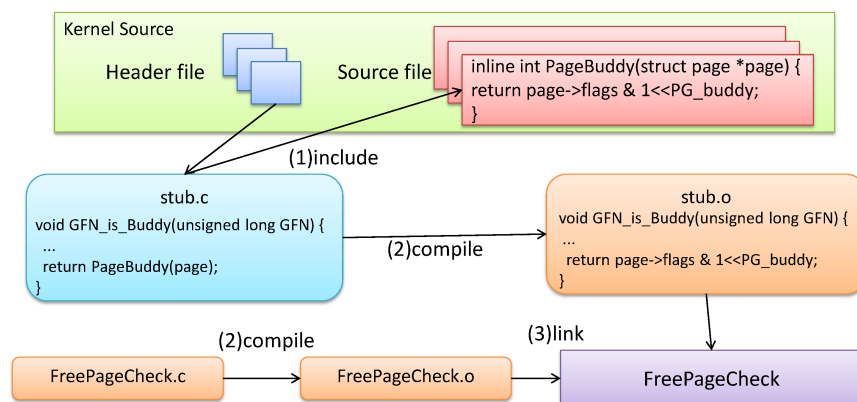 Kernel Source
Header file
Source file
inline int PageBuddy(struct page *page) {
return page->flags & 1<<PG_buddy;
}
(1)include
stub.c
void GFN_is_Buddy(unsigned long GFN) {
...
return PageBuddy(page);
}
(2)compile
stub.o
void GFN_is_Buddy(unsigned long GFN) {
...
return page->flags & 1<<PG_buddy;
}
(2)compile
(3)link
FreePageCheck.c
FreePageCheck.o
FreePageCheck